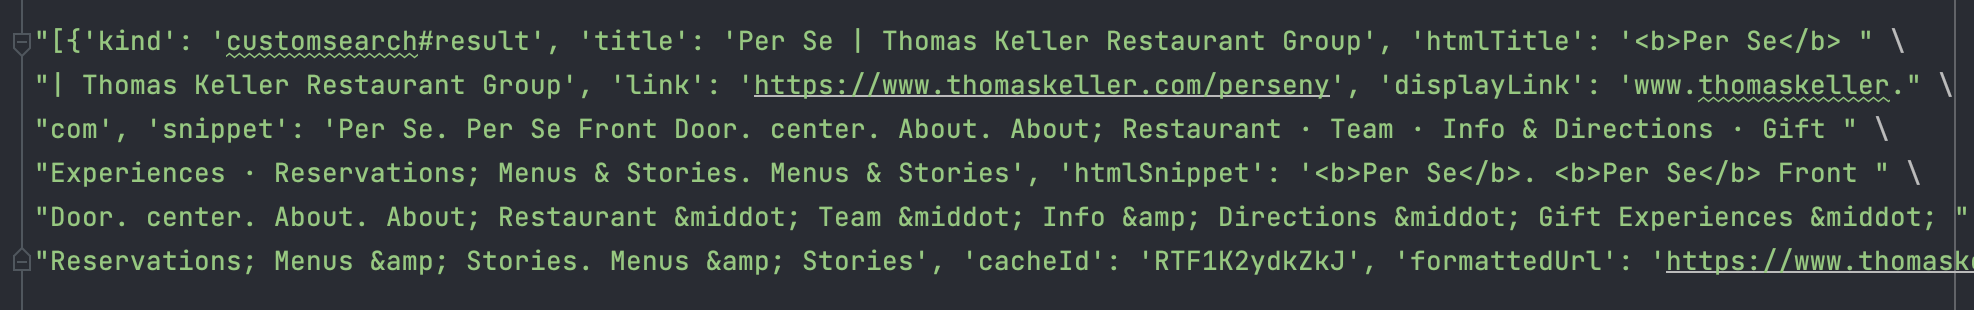 "[{'kind': 'customsearch#result', 'title': 'Per Se | Thomas Keller Restaurant Group', 'htmlTitle': '<b>Per Se</b> " \
"| Thomas Keller Restaurant Group', 'link': 'https://www.thomaskeller.com/perseny', 'displayLink': 'www.thomaskeller." \
"com', 'snippet': 'Per Se. Per Se Front Door. center. About. About; Restaurant · Team · Info & Directions · Gift " \
"Experiences · Reservations; Menus & Stories. Menus & Stories', 'htmlSnippet': '<b>Per Se</b>. <b>Per Se</b> Front " \
"Door. center. About. About; Restaurant &middot; Team &middot; Info &amp; Directions &middot; Gift Experiences &middot; "
"Reservations; Menu &amp; Stories. Menu &amp; Stories', 'cacheId': 'RTF1K2ydkZkJ', 'formattedUrl': 'https://www.thomask